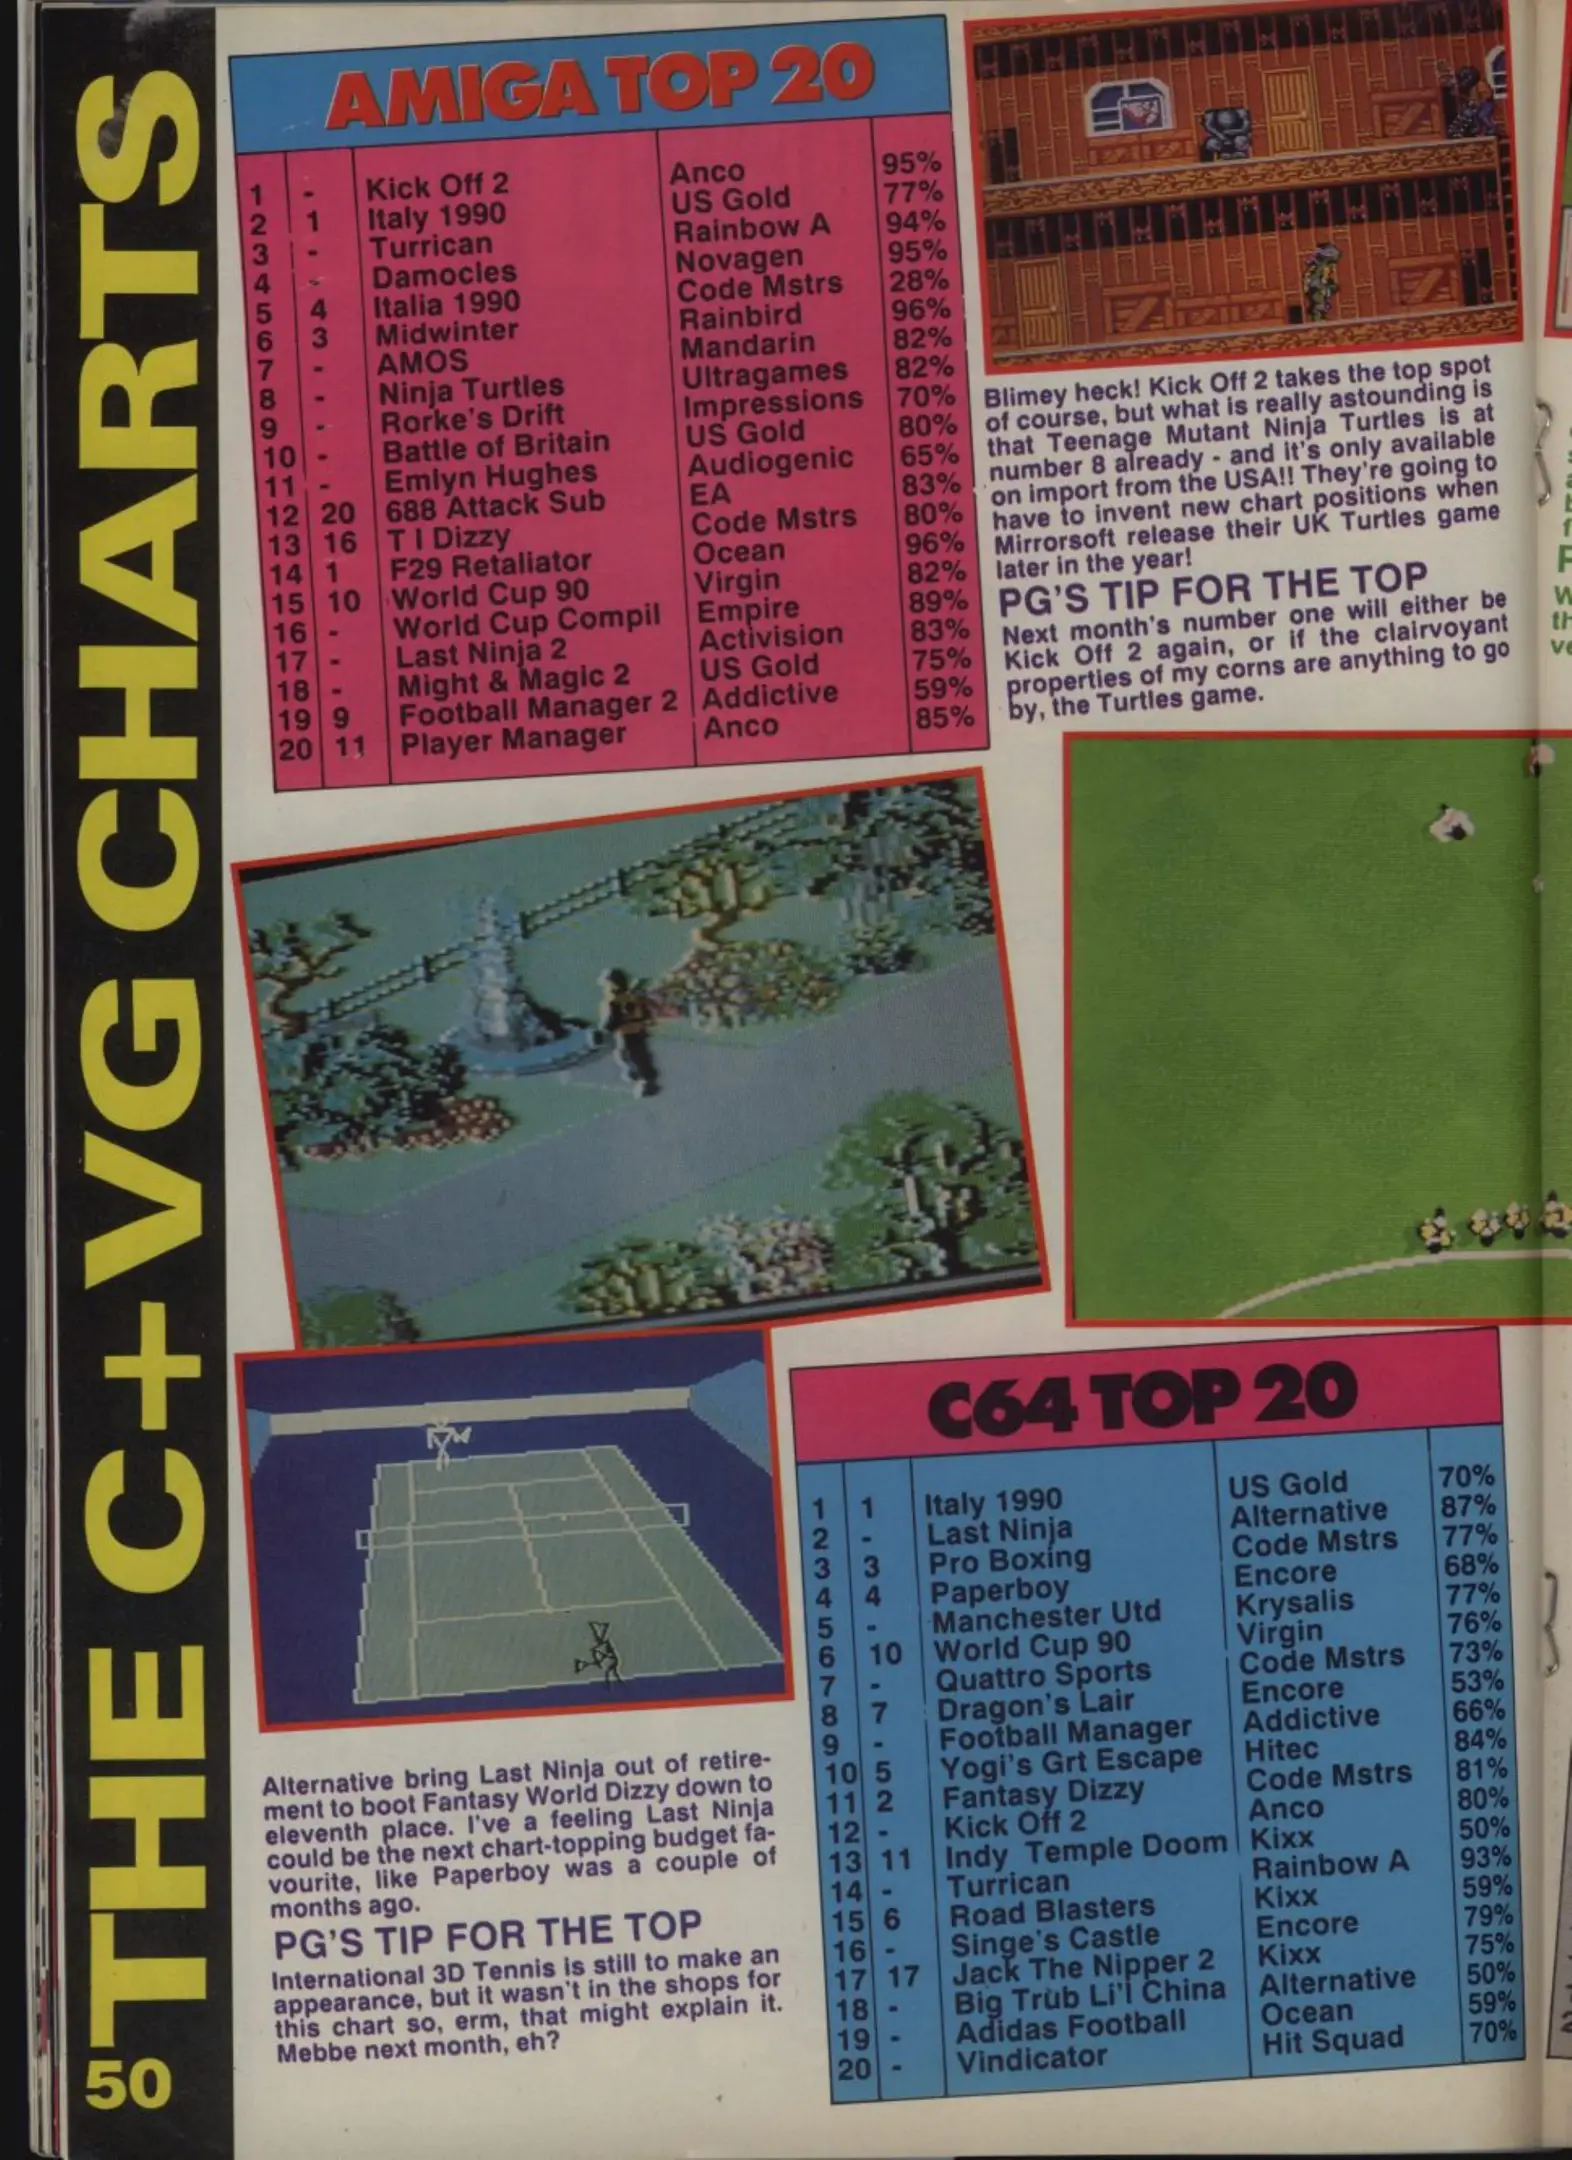 THE C+VG CHARTS
50
AMIGA TOP 20
1 - Kick Off 2 Anco 95%
2 1 Italy 1990 US Gold 77%
3 - Turrican Rainbow A 94%
4 - Damocles Novagen 95%
5 4 Italia 1990 Code Mstrs 28%
6 3 Midwinter Rainbird 96%
7 - AMOS Mandarin 82%
8 - Ninja Turtles Ultragames 82%
9 - Rorke's Drift Impressions 70%
10 - Battle of Britain US Gold 80%
11 - Emlyn Hughes Audiogenic 65%
12 20 688 Attack Sub EA 83%
13 16 T I Dizzy Code Mstrs 80%
14 1 F29 Retaliator Ocean 96%
15 10 World Cup 90 Virgin 82%
16 - World Cup Compil Empire 89%
17 - Last Ninja 2 Activision 83%
18 - Might & Magic 2 US Gold 75%
19 9 Football Manager 2 Addictive 59%
20 11 Player Manager Anco 85%
Blimey heck! Kick Off 2 takes the top spot
of course, but what is really astounding is
that Teenage Mutant Ninja Turtles is at
number 8 already - and it's only available
on import from the USA!! They're going to
have to invent new chart positions when
Mirrorsoft release their UK Turtles game
later in the year!
PG'S TIP FOR THE TOP
Next month's number one will either be
Kick Off 2 again, or if the clairvoyant
properties of my corns are anything to go
by, the Turtles game.
Alternative bring Last Ninja out of retire-
ment to boot Fantasy World Dizzy down to
eleventh place. I've a feeling Last Ninja
could be the next chart-topping budget fa-
vourite, like Paperboy was a couple of
months ago.
PG'S TIP FOR THE TOP
International 3D Tennis is still to make an
appearance, but it wasn't in the shops for
this chart so, erm, that might explain it.
Mebbe next month, eh?
C64 TOP 20
1 1 Italy 1990 US Gold 70%
2 - Last Ninja Alternative 87%
3 3 Pro Boxing Code Mstrs 77%
4 4 Paperboy Encore 68%
5 - Manchester Utd Krysalis 77%
6 10 World Cup 90 Virgin 76%
7 - Quattro Sports Code Mstrs 73%
8 7 Dragon's Lair Encore 53%
9 - Football Manager Addictive 66%
10 5 Yogi's Grt Escape Hitec 84%
11 2 Fantasy Dizzy Code Mstrs 81%
12 - Kick Off 2 Anco 80%
13 11 Indy Temple Doom Kixx 50%
14 - Turrican Rainbow A 93%
15 6 Road Blasters Kixx 59%
16 - Singe's Castle Encore 79%
17 17 Jack The Nipper 2 Kixx 75%
18 - Big Trub Li'l China Alternative 50%
19 - Adidas Football Ocean 59%
20 - Vindicator Hit Squad 70%